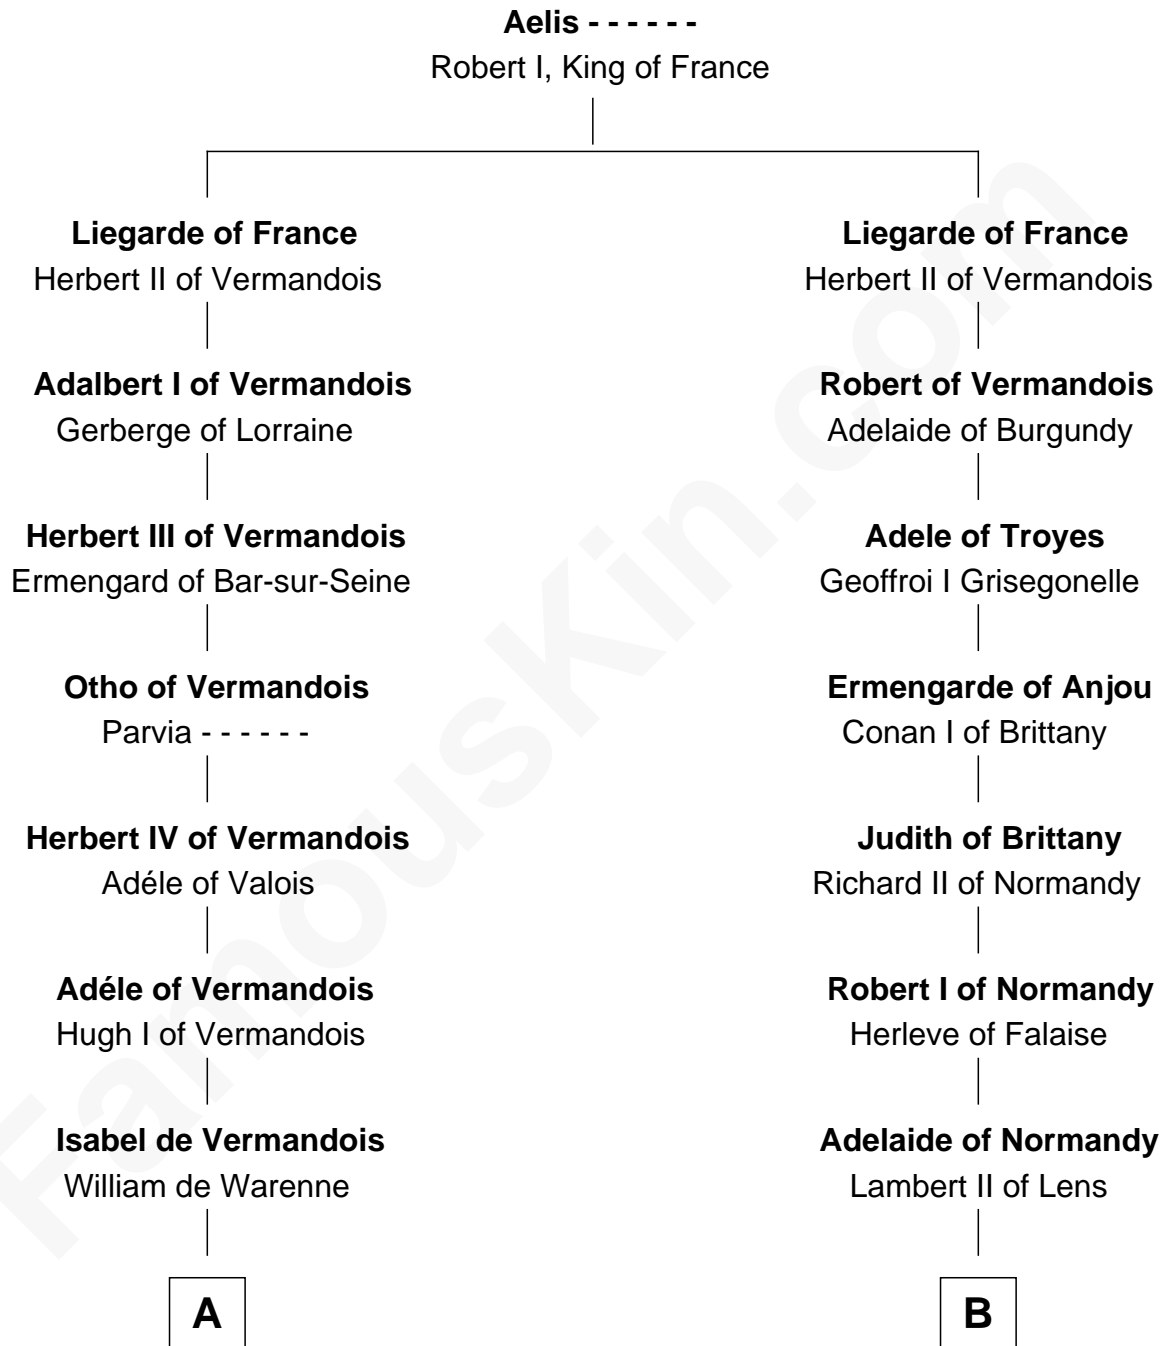 Aelis - - - - - -
Robert I, King of France
Liegarde of France
Herbert II of Vermandois
Adalbert I of Vermandois
Gerberge of Lorraine
Herbert III of Vermandois
Ermengard of Bar-sur-Seine
Otho of Vermandois
Parvia - - - - - -
Herbert IV of Vermandois
Adéle of Valois
Adéle of Vermandois
Hugh I of Vermandois
Isabel de Vermandois
William de Warenne
A
Liegarde of France
Herbert II of Vermandois
Robert of Vermandois
Adelaide of Burgundy
Adele of Troyes
Geoffroi I Grisegonelle
Ermengarde of Anjou
Conan I of Brittany
Judith of Brittany
Richard II of Normandy
Robert I of Normandy
Herleve of Falaise
Adelaide of Normandy
Lambert II of Lens
B
FamousKin.com